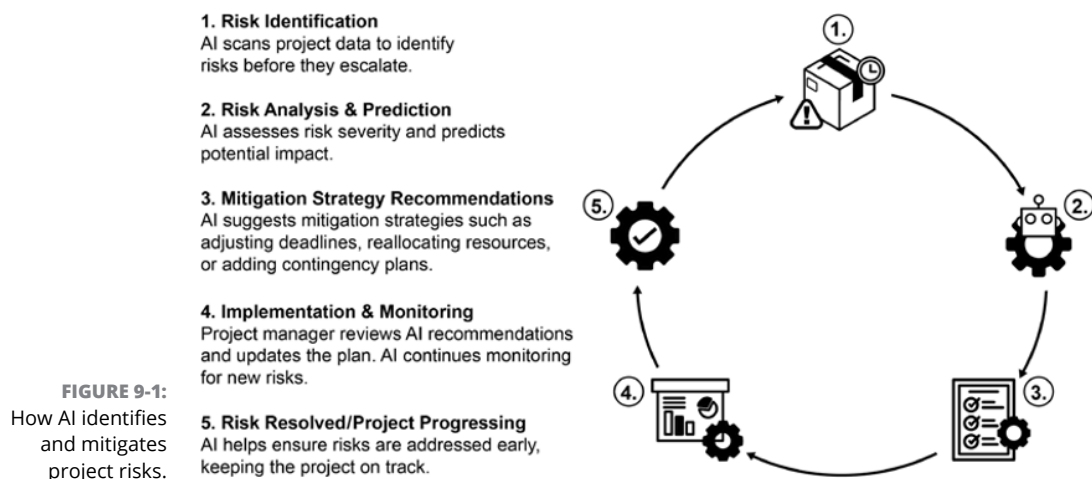 1. Risk Identification
AI scans project data to identify
risks before they escalate.
2. Risk Analysis & Prediction
AI assesses risk severity and predicts
potential impact.
3. Mitigation Strategy Recommendations
AI suggests mitigation strategies such as
adjusting deadlines, reallocating resources,
or adding contingency plans.
4. Implementation & Monitoring
Project manager reviews AI recommendations
and updates the plan. AI continues monitoring
for new risks.
5. Risk Resolved/Project Progressing
AI helps ensure risks are addressed early,
keeping the project on track.
FIGURE 9-1:
How AI identifies
and mitigates
project risks.
1.
2.
3.
4.
5.